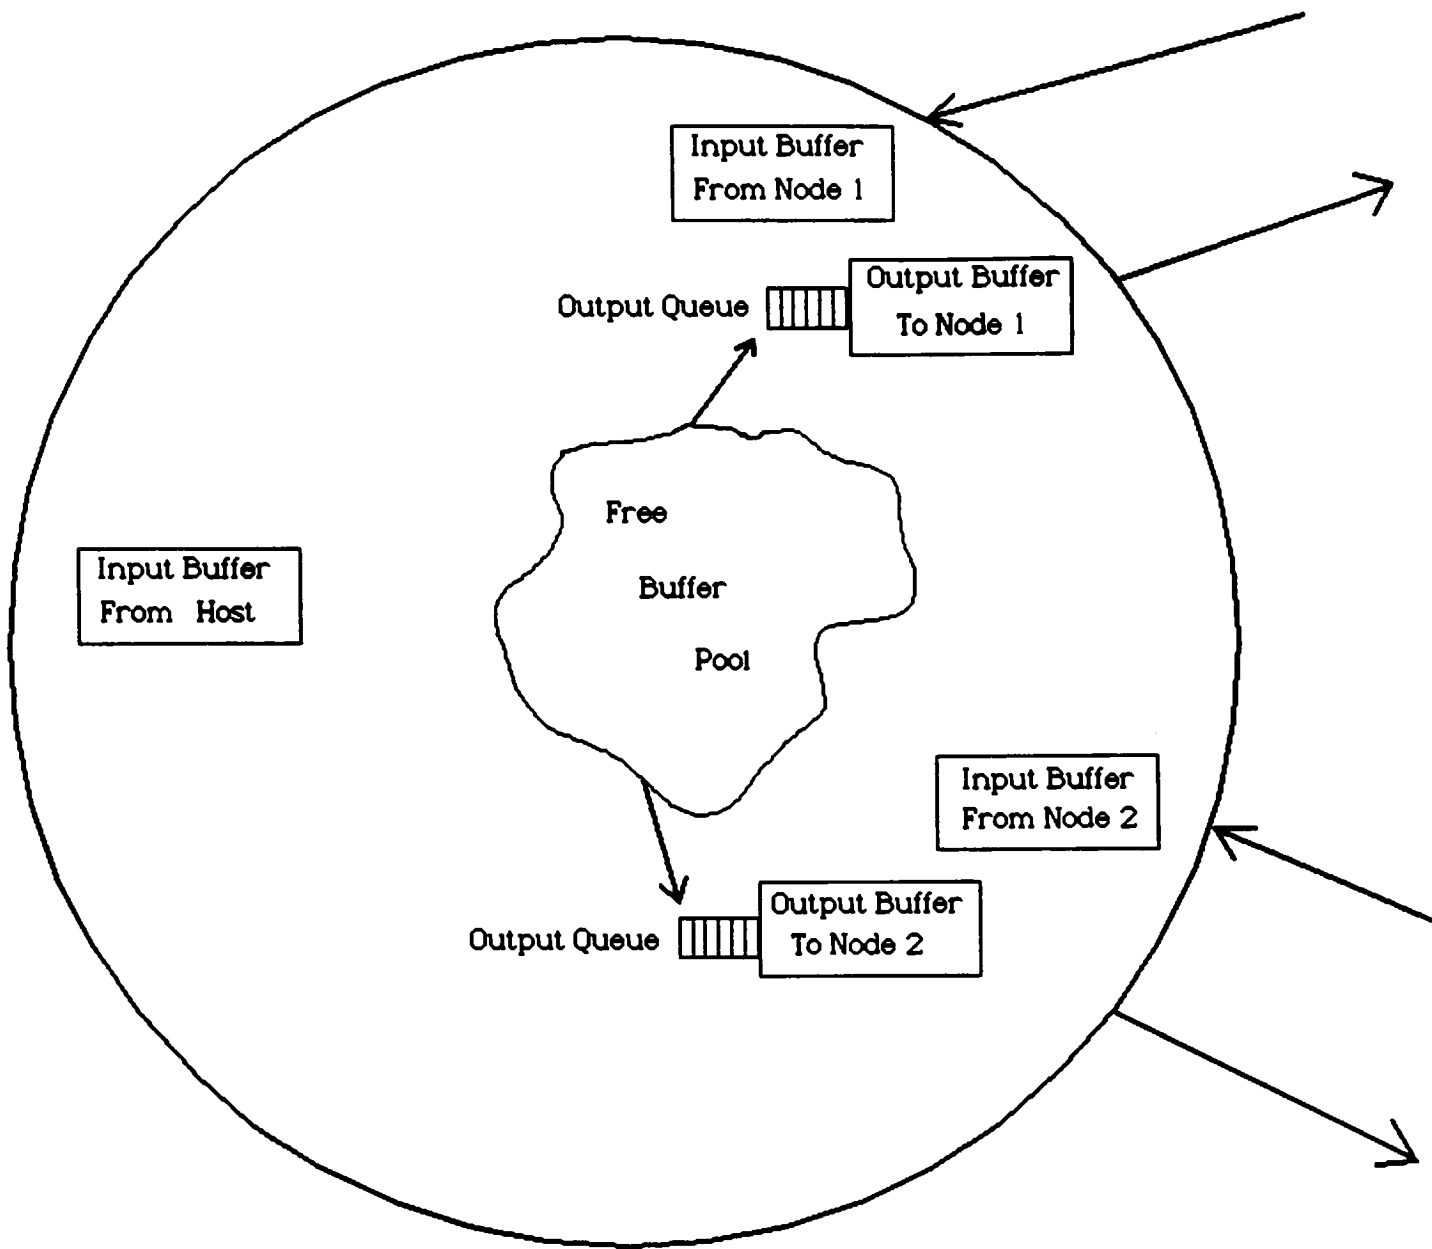 Input Buffer
From Node 1
Output Queue
Output Buffer
To Node 1
Free
Buffer
Pool
Input Buffer
From Host
Input Buffer
From Node 2
Output Queue
Output Buffer
To Node 2